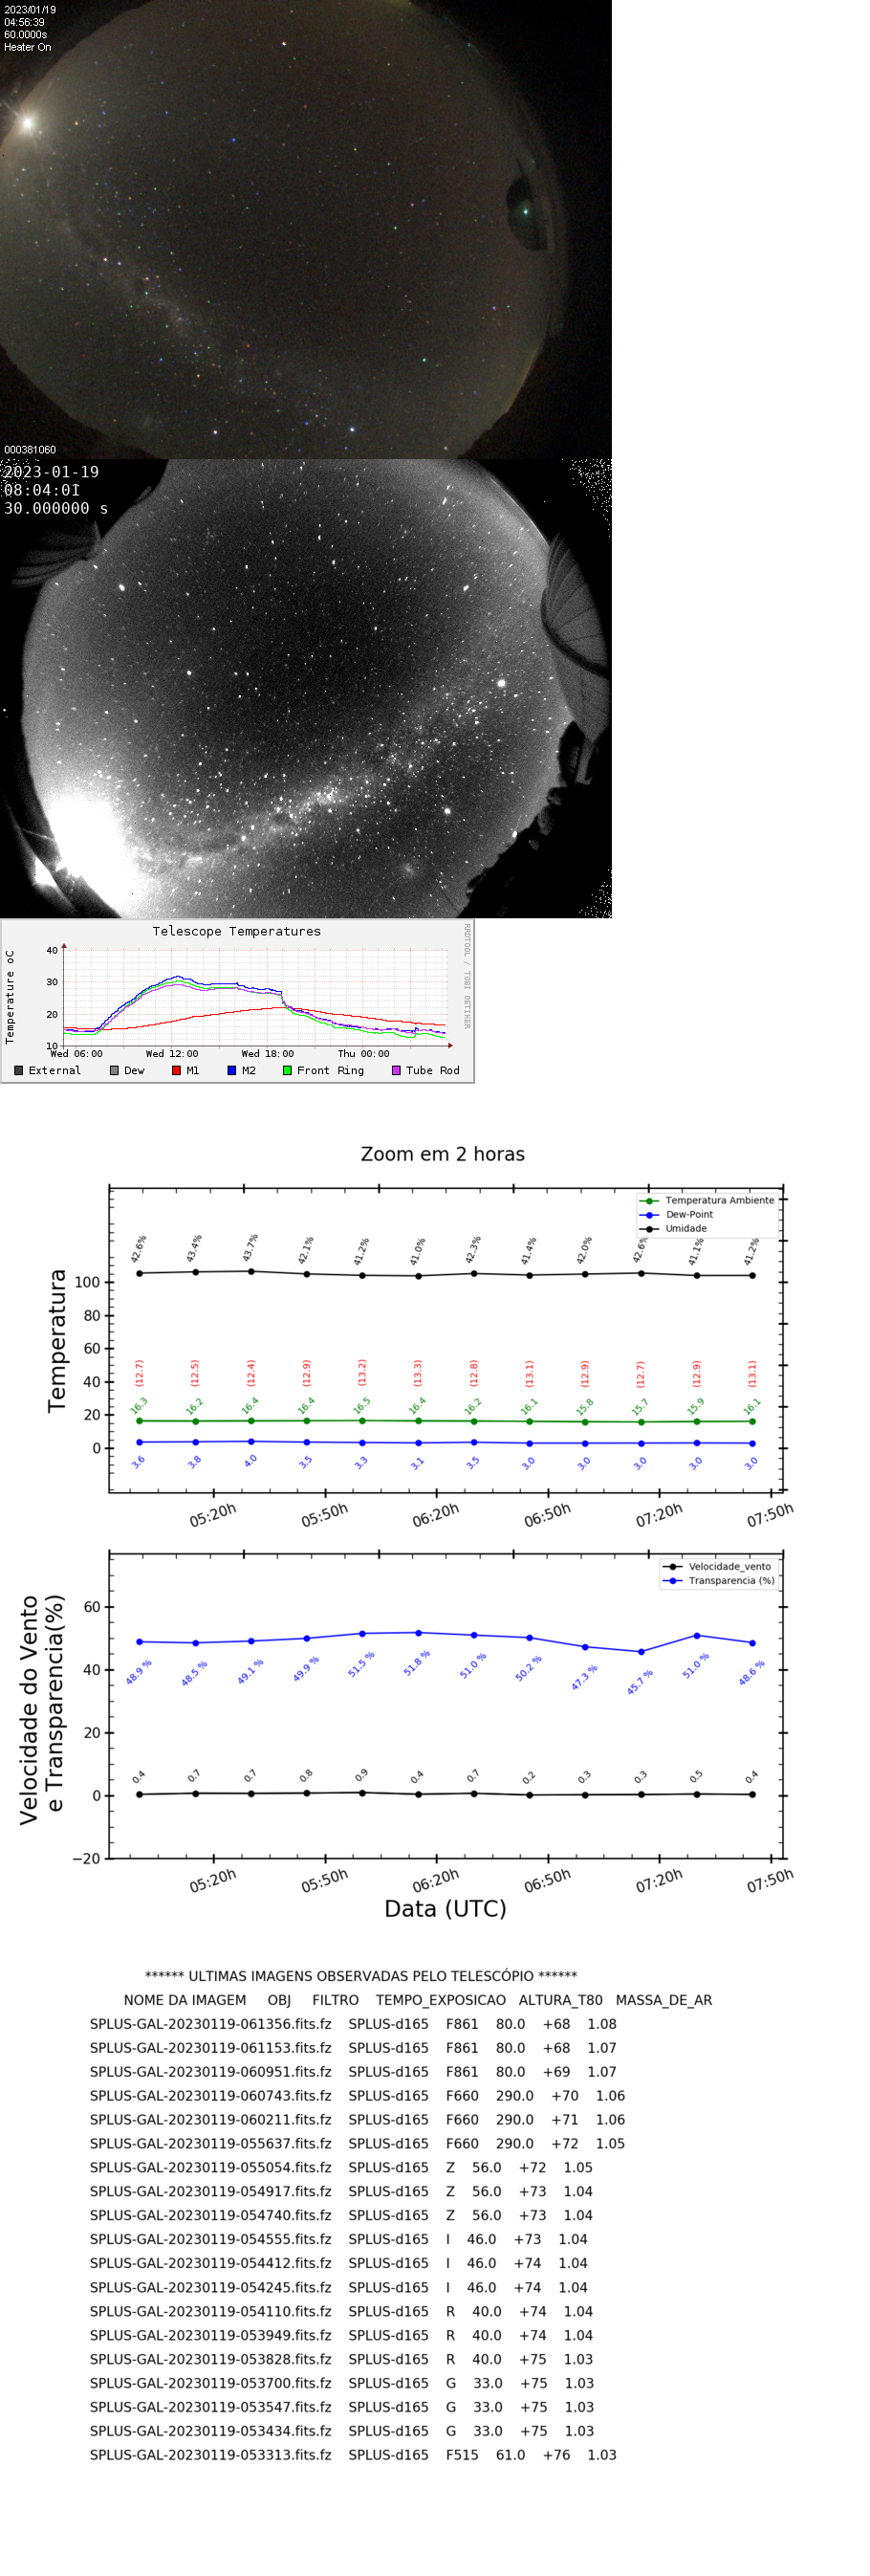 2023/01/19
04:56:39
60.0000s
Heater On
000381060
2023-01-19
08:04:01
30.000000 s
Telescope Temperatures
RRDTOOL / TOBI OETIKER
Temperature oC
40
30
20
10
Wed 06:00 Wed 12:00 Wed 18:00 Thu 00:00
External Dew M1 M2 Front Ring Tube Rod
Zoom em 2 horas
Temperatura Ambiente
Dew-Point
Umidade
42.6% 43.4% 43.7% 42.1% 41.2% 41.0% 42.3% 41.4% 42.0% 42.6% 41.1% 41.2%
Temperatura
100
80
60
40
20
0
(12.7) (12.5) (12.4) (12.9) (13.2) (13.3) (12.8) (13.1) (12.9) (12.7) (12.9) (13.1)
16.3 16.2 16.4 16.4 16.5 16.4 16.2 16.1 15.8 15.7 15.9 16.1
3.6 3.8 4.0 3.5 3.3 3.1 3.5 3.0 3.0 3.0 3.0 3.0
05:20h 05:50h 06:20h 06:50h 07:20h 07:50h
Velocidade_vento
Transparencia (%)
Velocidade do Vento
e Transparencia(%)
60
40
20
0
−20
48.9 % 48.5 % 49.1 % 49.9 % 51.5 % 51.8 % 51.0 % 50.2 % 47.3 % 45.7 % 51.0 % 48.6 %
0.4 0.7 0.7 0.8 0.9 0.4 0.7 0.2 0.3 0.3 0.5 0.4
05:20h 05:50h 06:20h 06:50h 07:20h 07:50h
Data (UTC)
****** ULTIMAS IMAGENS OBSERVADAS PELO TELESCÓPIO ******
NOME DA IMAGEM OBJ FILTRO TEMPO_EXPOSICAO ALTURA_T80 MASSA_DE_AR
SPLUS-GAL-20230119-061356.fits.fz SPLUS-d165 F861 80.0 +68 1.08
SPLUS-GAL-20230119-061153.fits.fz SPLUS-d165 F861 80.0 +68 1.07
SPLUS-GAL-20230119-060951.fits.fz SPLUS-d165 F861 80.0 +69 1.07
SPLUS-GAL-20230119-060743.fits.fz SPLUS-d165 F660 290.0 +70 1.06
SPLUS-GAL-20230119-060211.fits.fz SPLUS-d165 F660 290.0 +71 1.06
SPLUS-GAL-20230119-055637.fits.fz SPLUS-d165 F660 290.0 +72 1.05
SPLUS-GAL-20230119-055054.fits.fz SPLUS-d165 Z 56.0 +72 1.05
SPLUS-GAL-20230119-054917.fits.fz SPLUS-d165 Z 56.0 +73 1.04
SPLUS-GAL-20230119-054740.fits.fz SPLUS-d165 Z 56.0 +73 1.04
SPLUS-GAL-20230119-054555.fits.fz SPLUS-d165 I 46.0 +73 1.04
SPLUS-GAL-20230119-054412.fits.fz SPLUS-d165 I 46.0 +74 1.04
SPLUS-GAL-20230119-054245.fits.fz SPLUS-d165 I 46.0 +74 1.04
SPLUS-GAL-20230119-054110.fits.fz SPLUS-d165 R 40.0 +74 1.04
SPLUS-GAL-20230119-053949.fits.fz SPLUS-d165 R 40.0 +74 1.04
SPLUS-GAL-20230119-053828.fits.fz SPLUS-d165 R 40.0 +75 1.03
SPLUS-GAL-20230119-053700.fits.fz SPLUS-d165 G 33.0 +75 1.03
SPLUS-GAL-20230119-053547.fits.fz SPLUS-d165 G 33.0 +75 1.03
SPLUS-GAL-20230119-053434.fits.fz SPLUS-d165 G 33.0 +75 1.03
SPLUS-GAL-20230119-053313.fits.fz SPLUS-d165 F515 61.0 +76 1.03